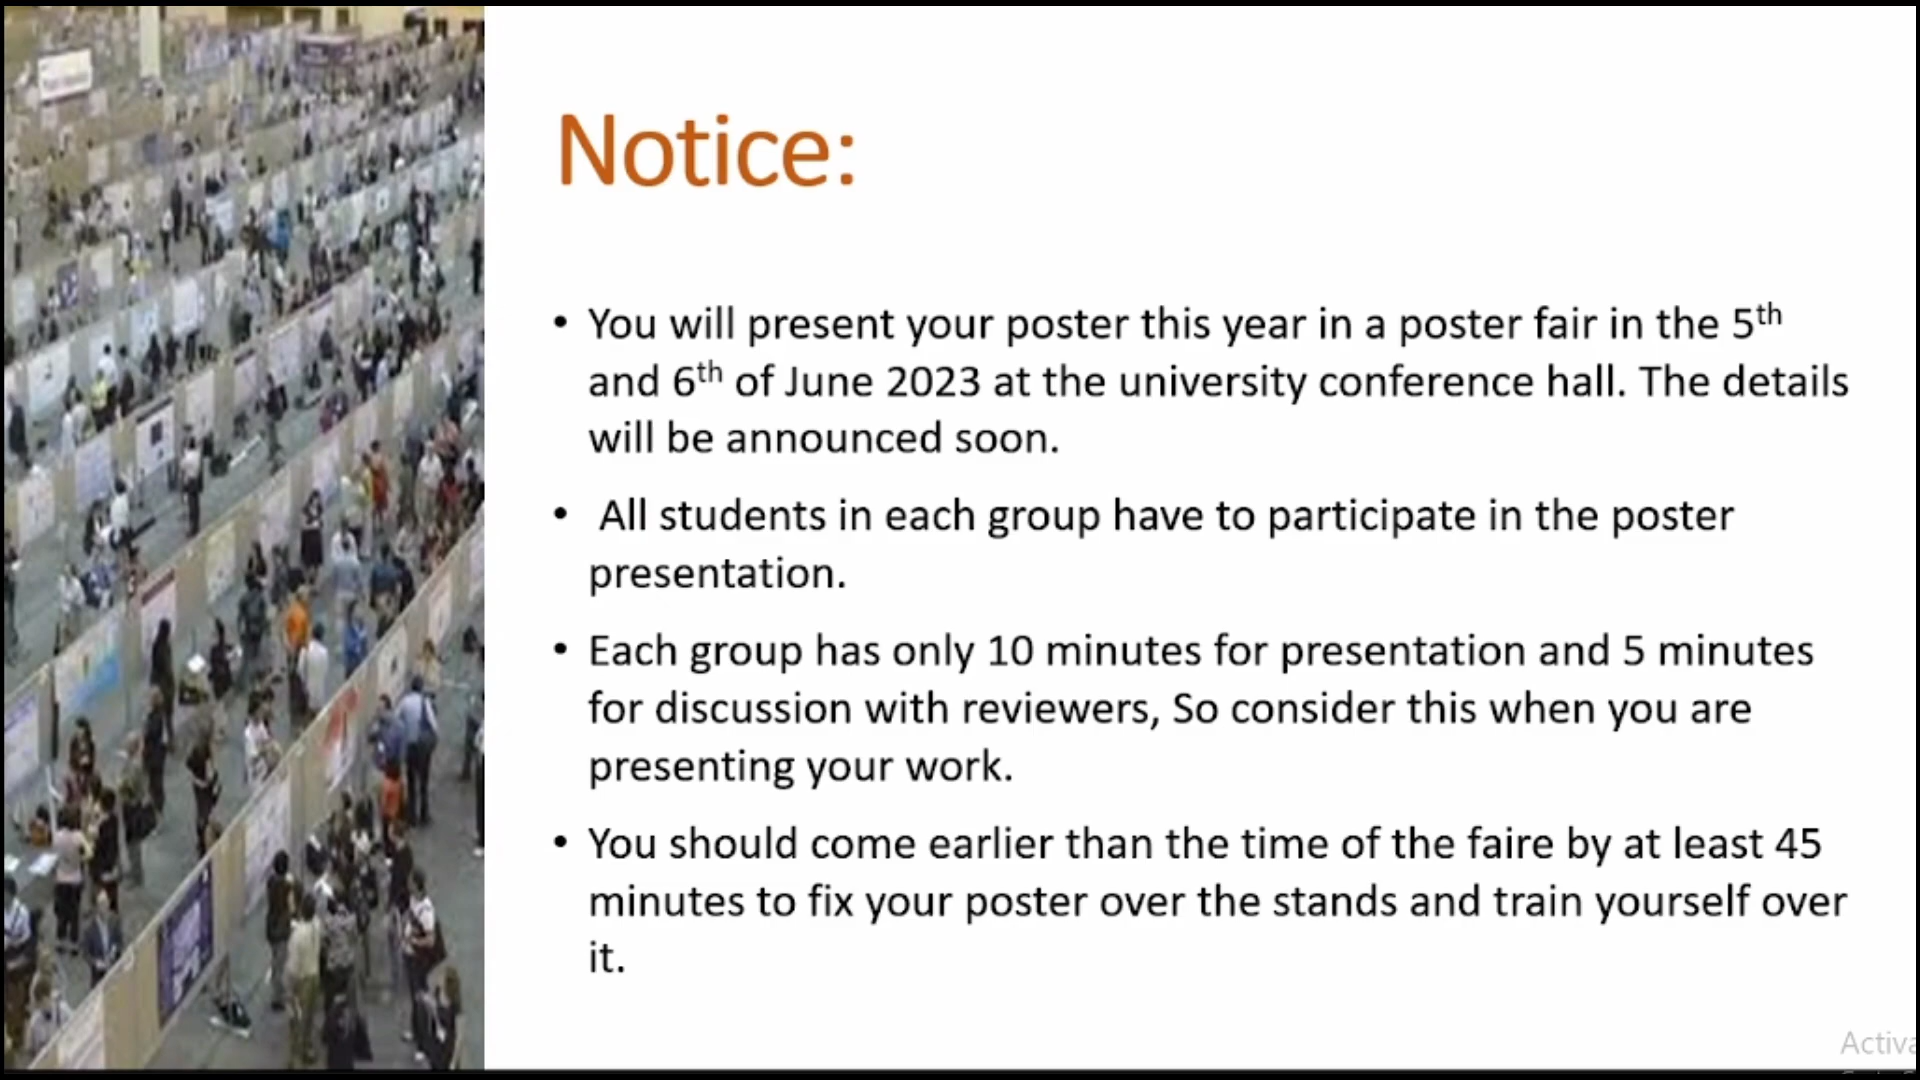 Notice:
• You will present your poster this year in a poster fair in the 5th
and 6th of June 2023 at the university conference hall. The details
will be announced soon.
• All students in each group have to participate in the poster
presentation.
• Each group has only 10 minutes for presentation and 5 minutes
for discussion with reviewers, So consider this when you are
presenting your work.
• You should come earlier than the time of the faire by at least 45
minutes to fix your poster over the stands and train yourself over
it.
Activa